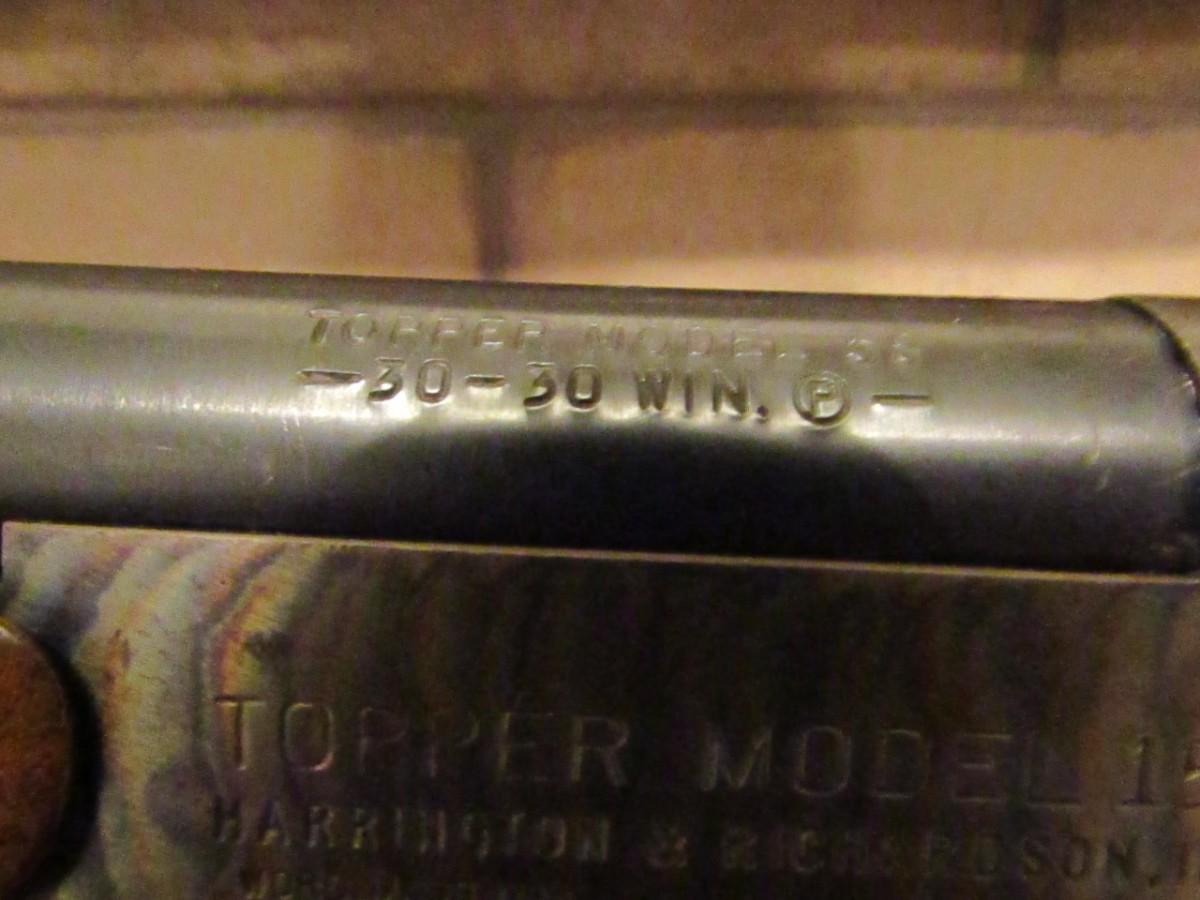 TOPPER MODEL
—30-30 WIN. Ⓟ—
TOPPER MODEL
HARRINGTON & RICHARDSON,